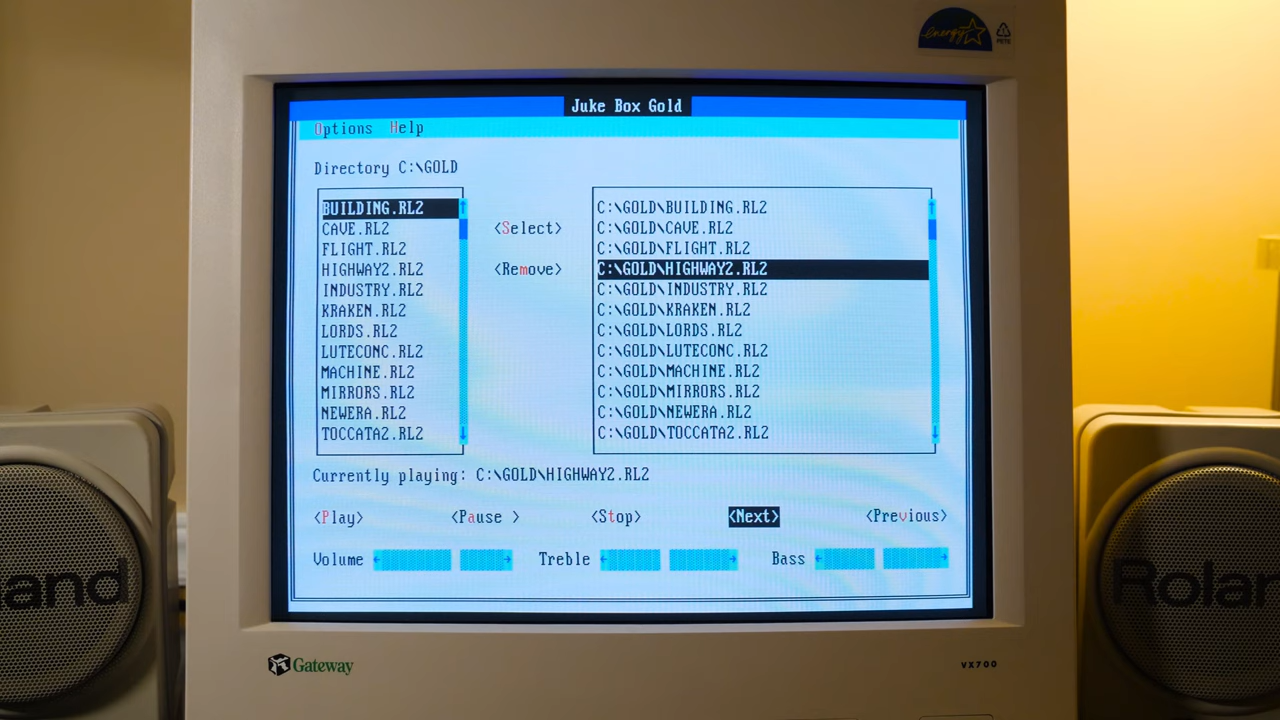 energy
PETE
Juke Box Gold
Options Help
Directory C:\GOLD
BUILDING.RL2
CAVE.RL2
FLIGHT.RL2
HIGHWAY2.RL2
INDUSTRY.RL2
KRAKEN.RL2
LORDS.RL2
LUTECONC.RL2
MACHINE.RL2
MIRRORS.RL2
NEWERA.RL2
TOCCATA2.RL2
<Select>
<Remove>
C:\GOLD\BUILDING.RL2
C:\GOLD\CAVE.RL2
C:\GOLD\FLIGHT.RL2
C:\GOLD\HIGHWAY2.RL2
C:\GOLD\INDUSTRY.RL2
C:\GOLD\KRAKEN.RL2
C:\GOLD\LORDS.RL2
C:\GOLD\LUTECONC.RL2
C:\GOLD\MACHINE.RL2
C:\GOLD\MIRRORS.RL2
C:\GOLD\NEWERA.RL2
C:\GOLD\TOCCATA2.RL2
Currently playing: C:\GOLD\HIGHWAY2.RL2
<Play> <Pause > <Stop> <Next> <Previous>
Volume Treble Bass
and
Rolan
Gateway
VX700